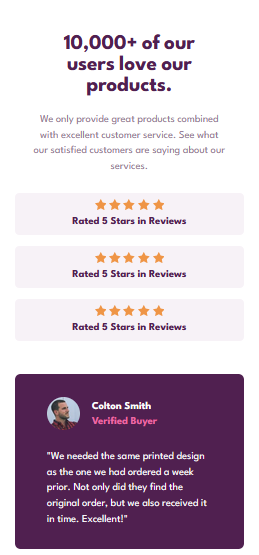 10,000+ of our
users love our
products.
We only provide great products combined
with excellent customer service. See what
our satisfied customers are saying about our
services.
Rated 5 Stars in Reviews
Rated 5 Stars in Reviews
Rated 5 Stars in Reviews
Colton Smith
Verified Buyer
"We needed the same printed design
as the one we had ordered a week
prior. Not only did they find the
original order, but we also received it
in time. Excellent!"